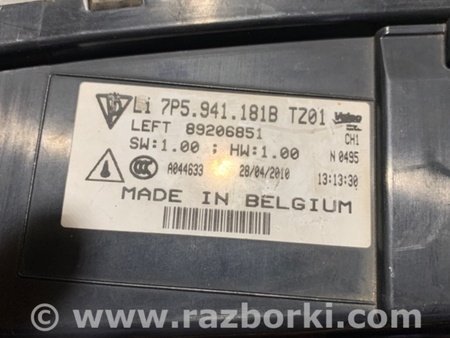 Li 7P5.941.181B TZ01 Valeo
LEFT 89206851 CH1
SW:1.00 ; HW:1.00 N 0495
A044633 28/04/2010 13:13:30
MADE IN BELGIUM
www.razborki.com